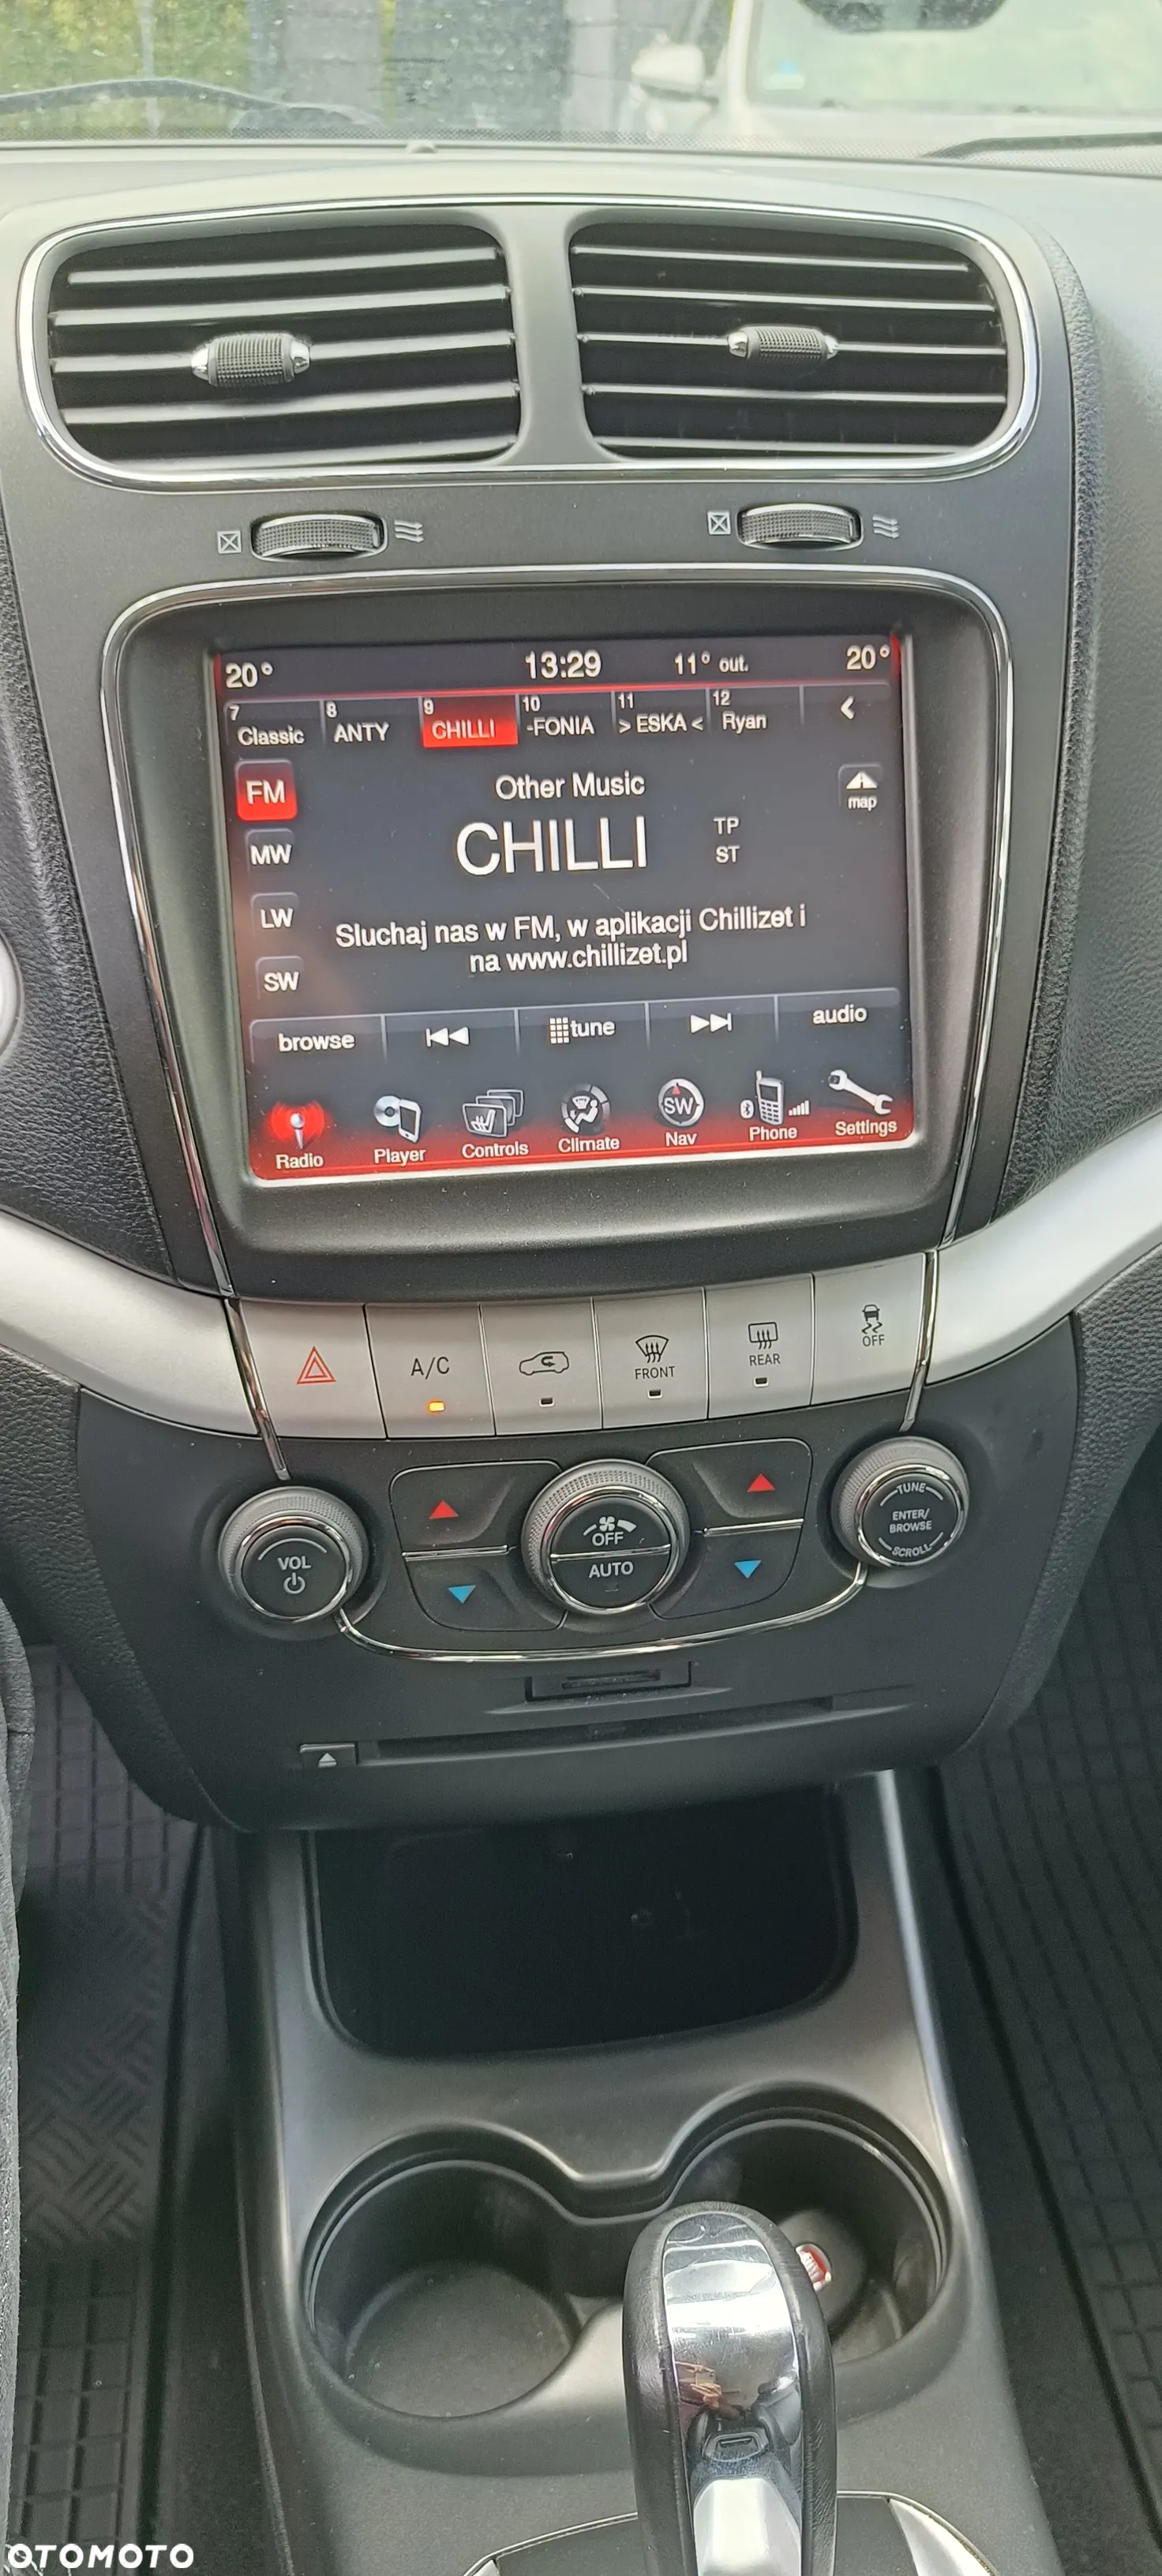 20° 13:29 11° out. 20°
7 Classic 8 ANTY 9 CHILLI 10 -FONIA 11 > ESKA < 12 Ryan
FM
Other Music
map
MW
CHILLI
TP
ST
LW
Sluchaj nas w FM, w aplikacji Chillizet i
na www.chillizet.pl
SW
browse tune audio
SW
Radio Player Controls Climate Nav Phone Settings
A/C
FRONT
REAR
OFF
VOL
OFF
AUTO
TUNE
ENTER/
BROWSE
SCROLL
OTOMOTO